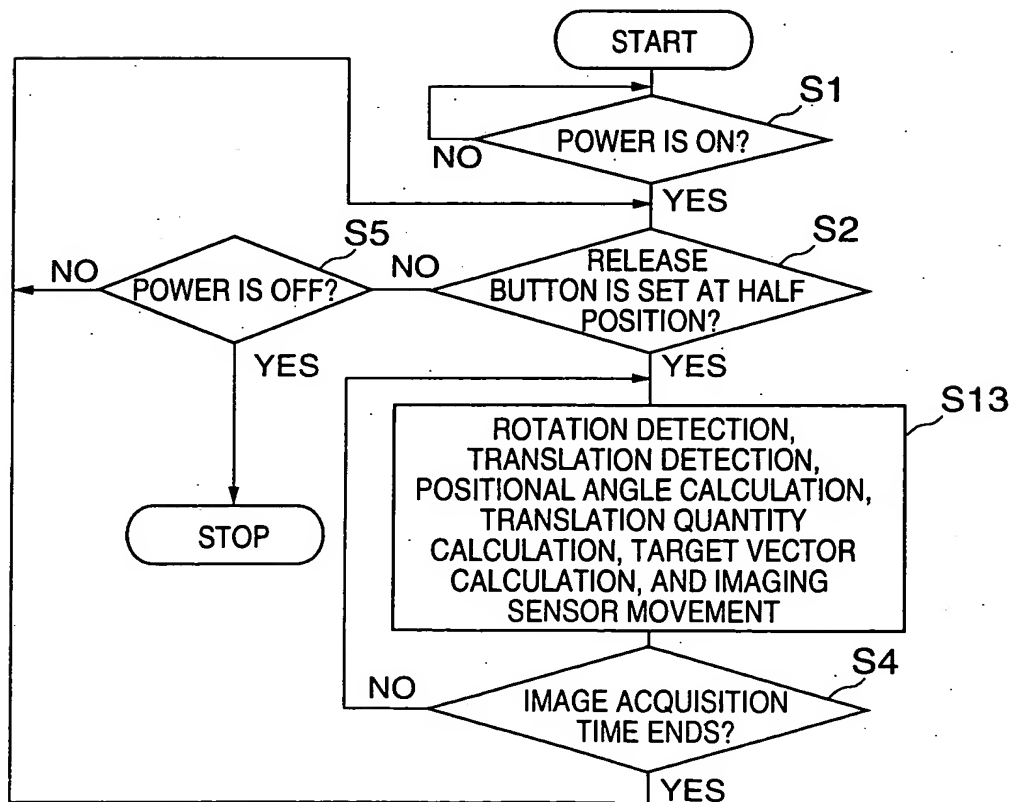 START
S1
POWER IS ON?
NO
YES
S5
S2
NO
POWER IS OFF?
NO
RELEASE
BUTTON IS SET AT HALF
POSITION?
YES
YES
S13
ROTATION DETECTION,
TRANSLATION DETECTION,
POSITIONAL ANGLE CALCULATION,
TRANSLATION QUANTITY
CALCULATION, TARGET VECTOR
CALCULATION, AND IMAGING
SENSOR MOVEMENT
STOP
S4
NO
IMAGE ACQUISITION
TIME ENDS?
YES